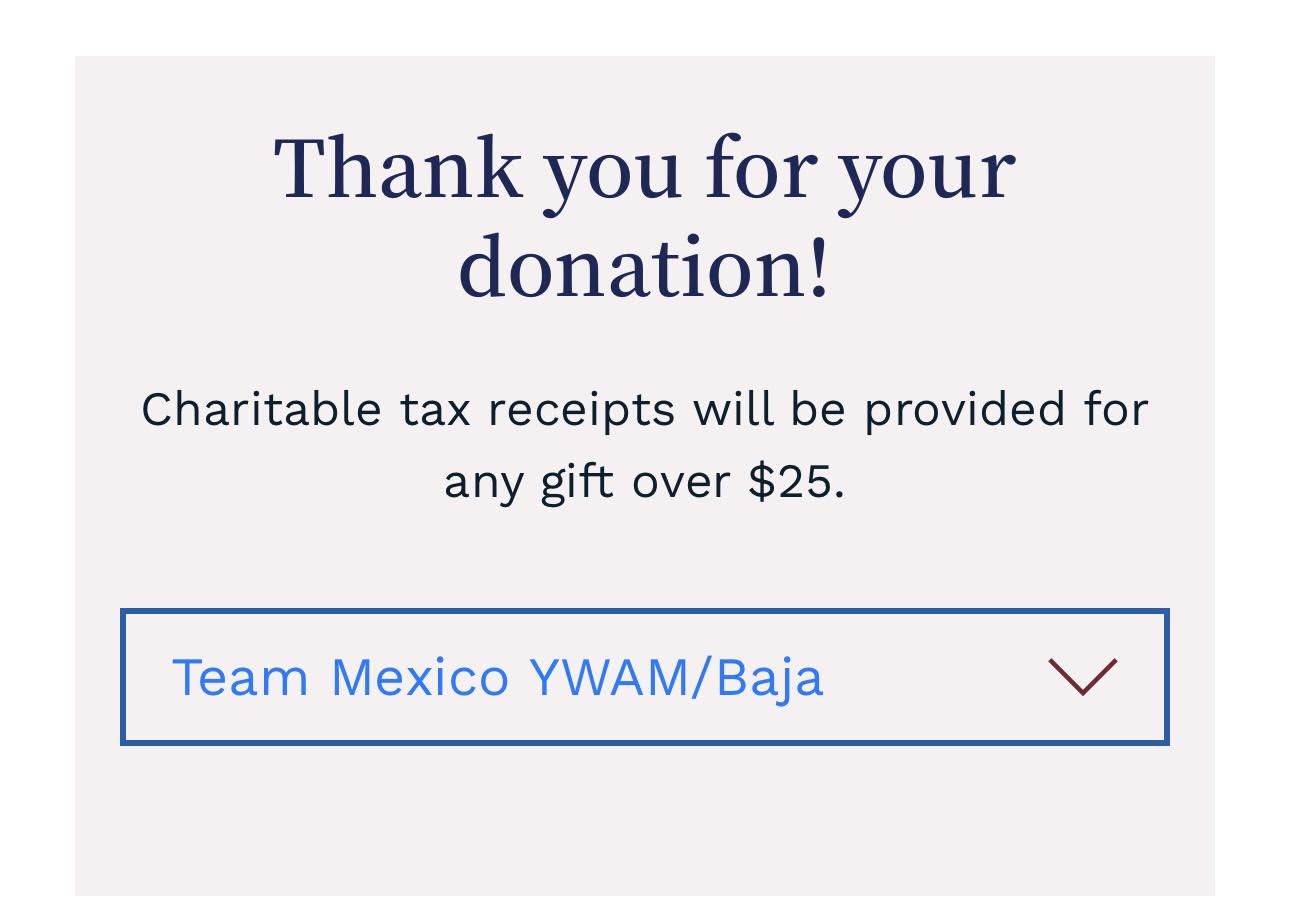 Thank you for your
donation!
Charitable tax receipts will be provided for
any gift over $25.
Team Mexico YWAM/Baja